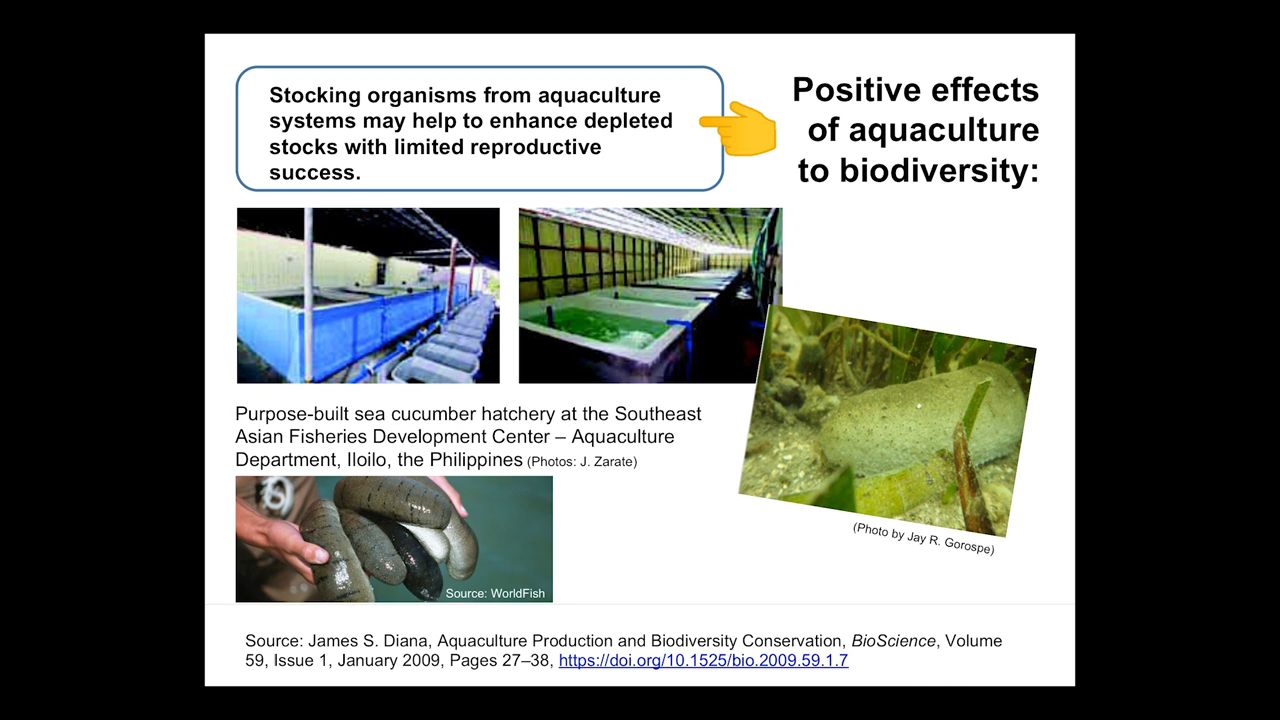 Positive effects
of aquaculture
to biodiversity:
Stocking organisms from aquaculture
systems may help to enhance depleted
stocks with limited reproductive
success.
Purpose-built sea cucumber hatchery at the Southeast
Asian Fisheries Development Center – Aquaculture
Department, Iloilo, the Philippines (Photos: J. Zarate)
(Photo by Jay R. Gorospe)
Source: WorldFish
Source: James S. Diana, Aquaculture Production and Biodiversity Conservation, BioScience, Volume
59, Issue 1, January 2009, Pages 27–38, https://doi.org/10.1525/bio.2009.59.1.7